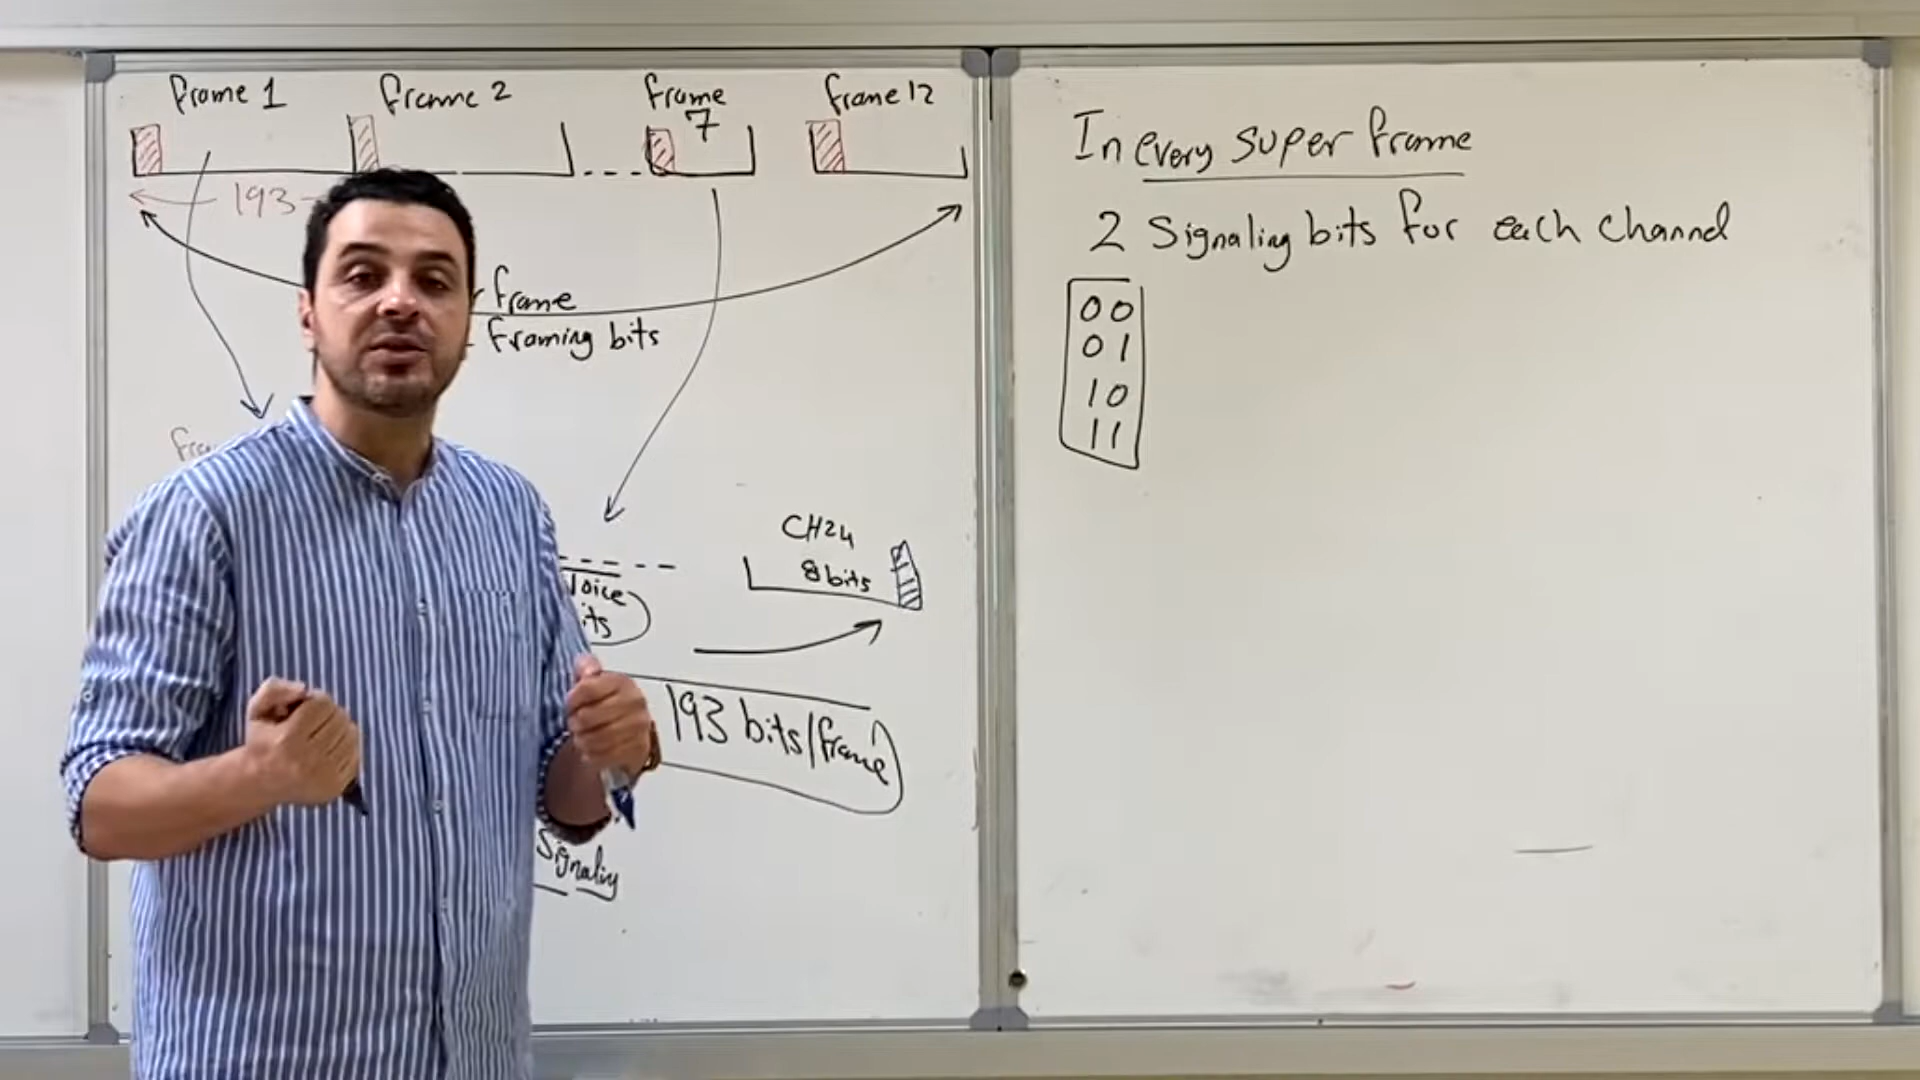 frame 1 frame 2 frame 7 frame 12
193
frame
framing bits
CH24
8 bits
193 bits/frame
Signaling
In every super frame
2 Signaling bits for each channel
00
01
10
11